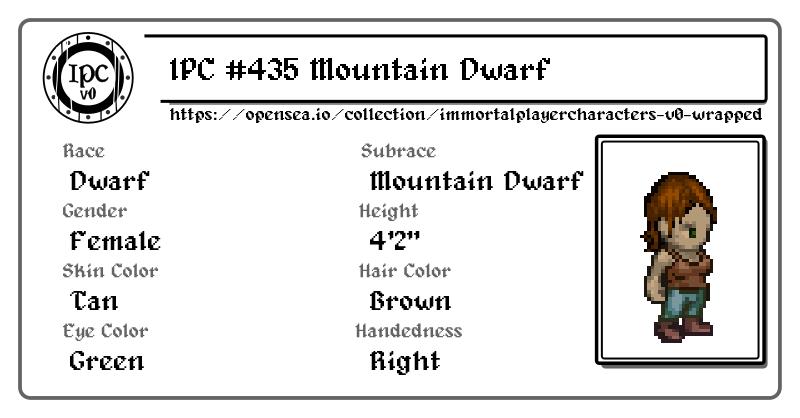 IPC v0
IPC #435 Mountain Dwarf
https://opensea.io/collection/immortalplayercharacters-v0-wrapped
Race
Dwarf
Subrace
Mountain Dwarf
Gender
Female
Height
4'2"
Skin Color
Tan
Hair Color
Brown
Eye Color
Green
Handedness
Right